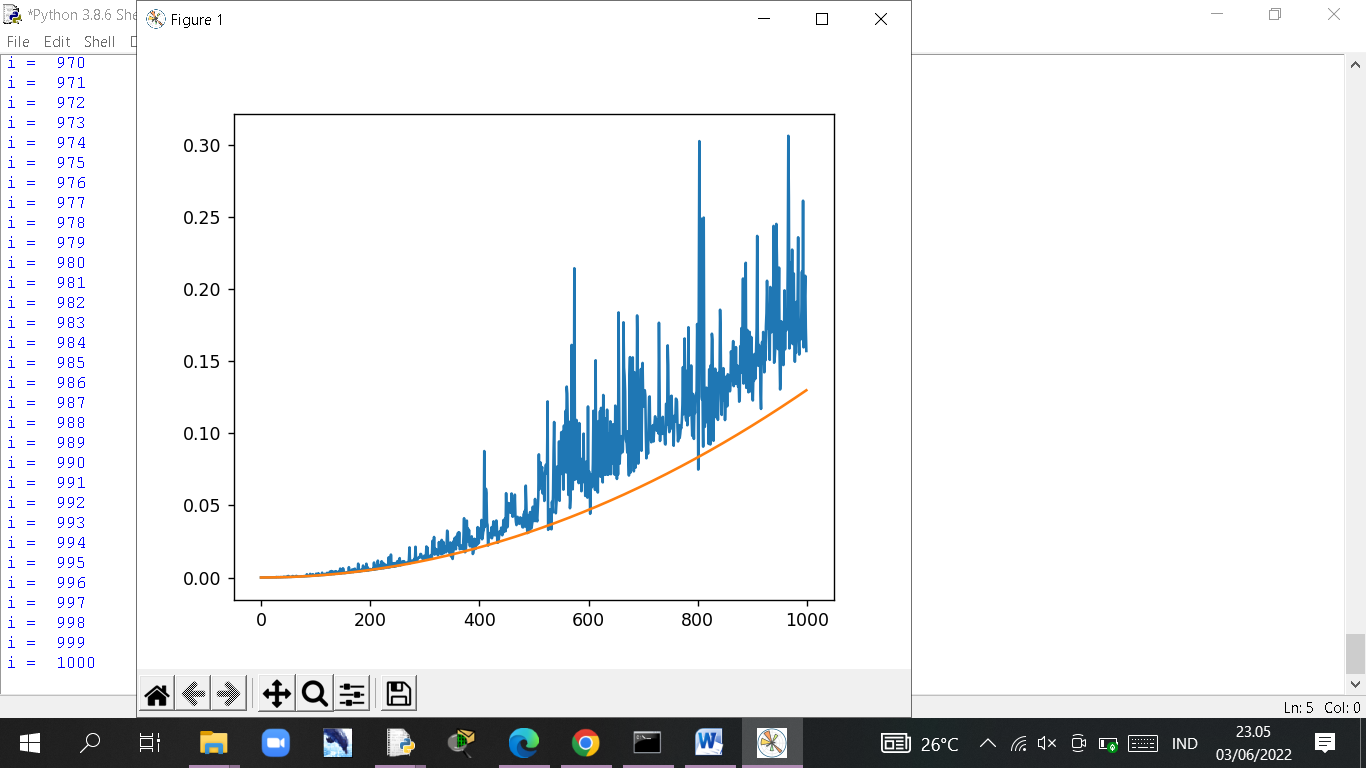 *Python 3.8.6 She
Figure 1
File Edit Shell D
i = 970
i = 971
i = 972
i = 973
i = 974
i = 975
i = 976
i = 977
i = 978
i = 979
i = 980
i = 981
i = 982
i = 983
i = 984
i = 985
i = 986
i = 987
i = 988
i = 989
i = 990
i = 991
i = 992
i = 993
i = 994
i = 995
i = 996
i = 997
i = 998
i = 999
i = 1000
0.30
0.25
0.20
0.15
0.10
0.05
0.00
0 200 400 600 800 1000
Ln: 5 Col: 0
26°C
IND
23.05
03/06/2022